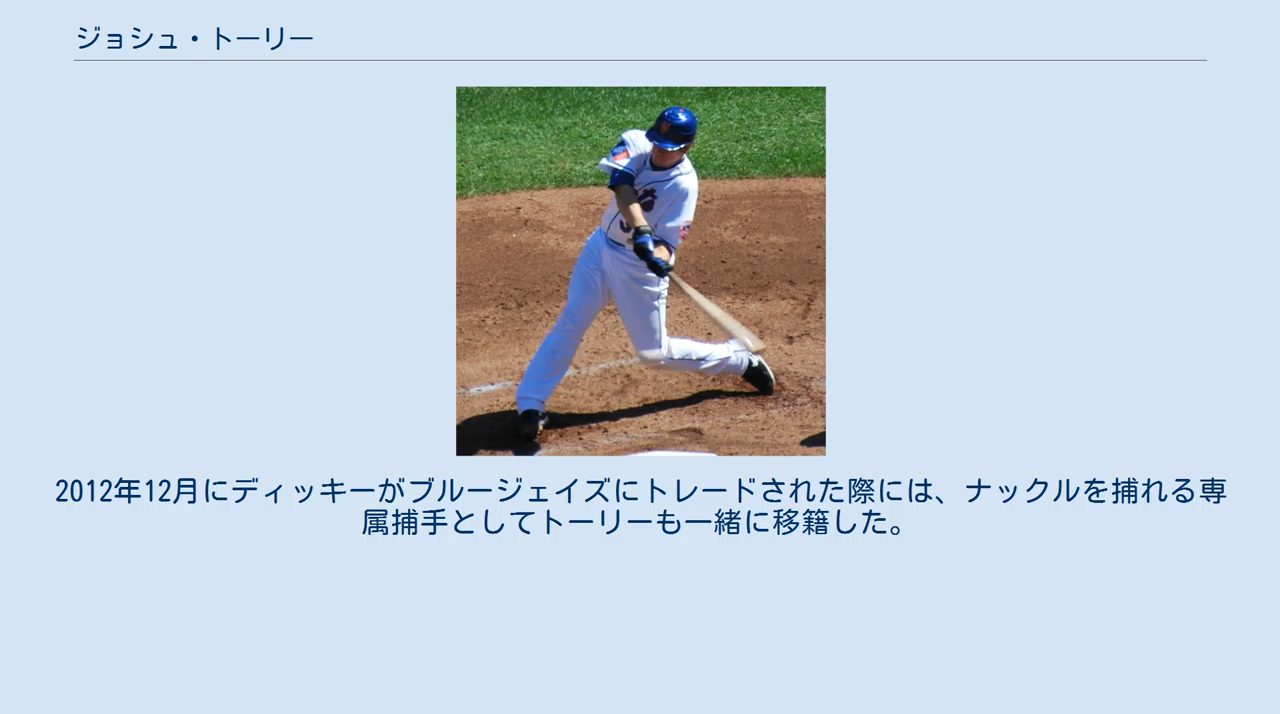 ジョシュ・トーリー
2012年12月にディッキーがブルージェイズにトレードされた際には、ナックルを捕れる専
属捕手としてトーリーも一緒に移籍した。